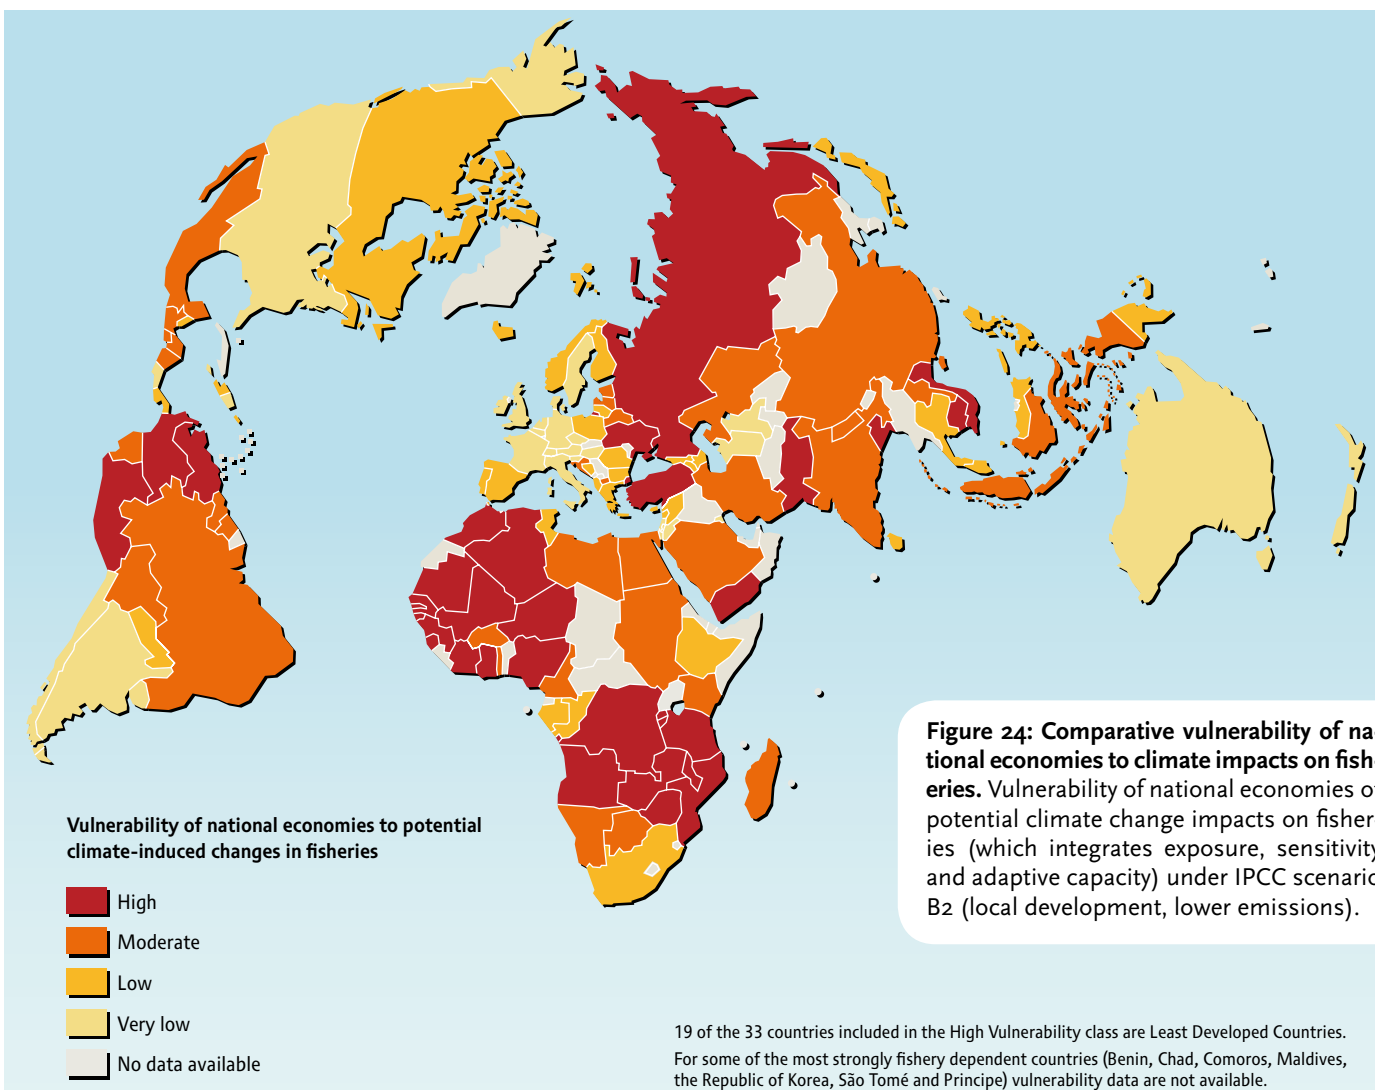 Figure 24: Comparative vulnerability of na-
tional economies to climate impacts on fish-
eries. Vulnerability of national economies of
potential climate change impacts on fisher-
ies (which integrates exposure, sensitivity
and adaptive capacity) under IPCC scenario
B2 (local development, lower emissions).
Vulnerability of national economies to potential
climate-induced changes in fisheries
High
Moderate
Low
Very low
No data available
19 of the 33 countries included in the High Vulnerability class are Least Developed Countries.
For some of the most strongly fishery dependent countries (Benin, Chad, Comoros, Maldives,
the Republic of Korea, São Tomé and Principe) vulnerability data are not available.